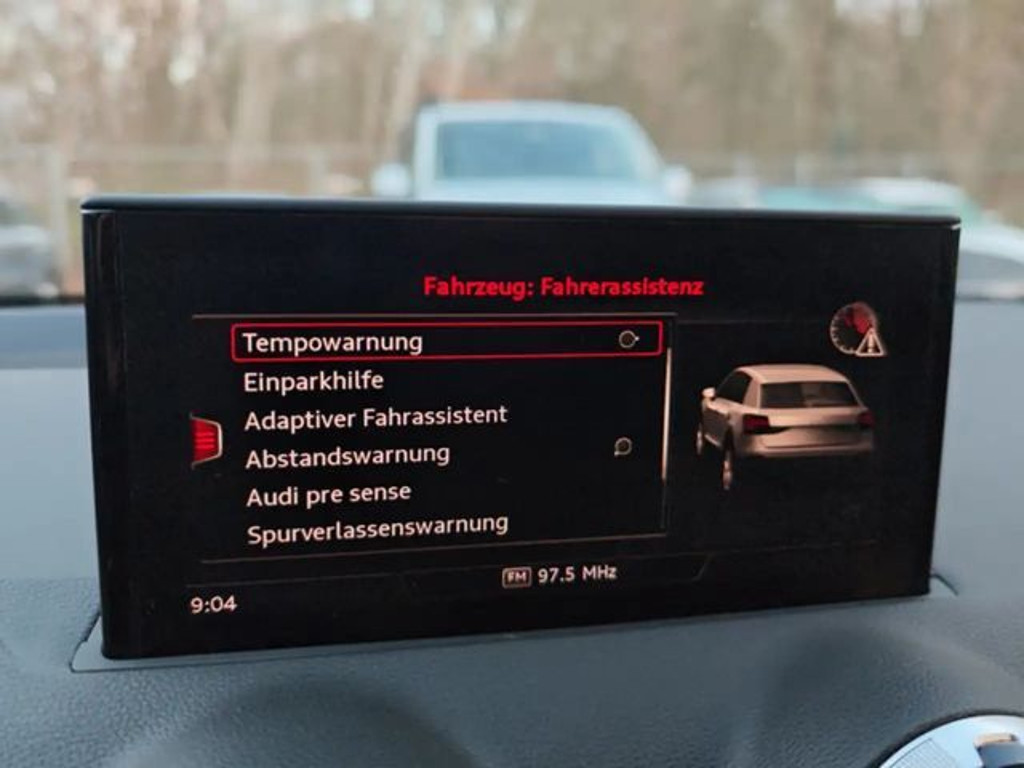 Fahrzeug: Fahrerassistenz
Tempowarnung
Einparkhilfe
Adaptiver Fahrassistent
Abstandswarnung
Audi pre sense
Spurverlassenswarnung
FM 97.5 MHz
9:04